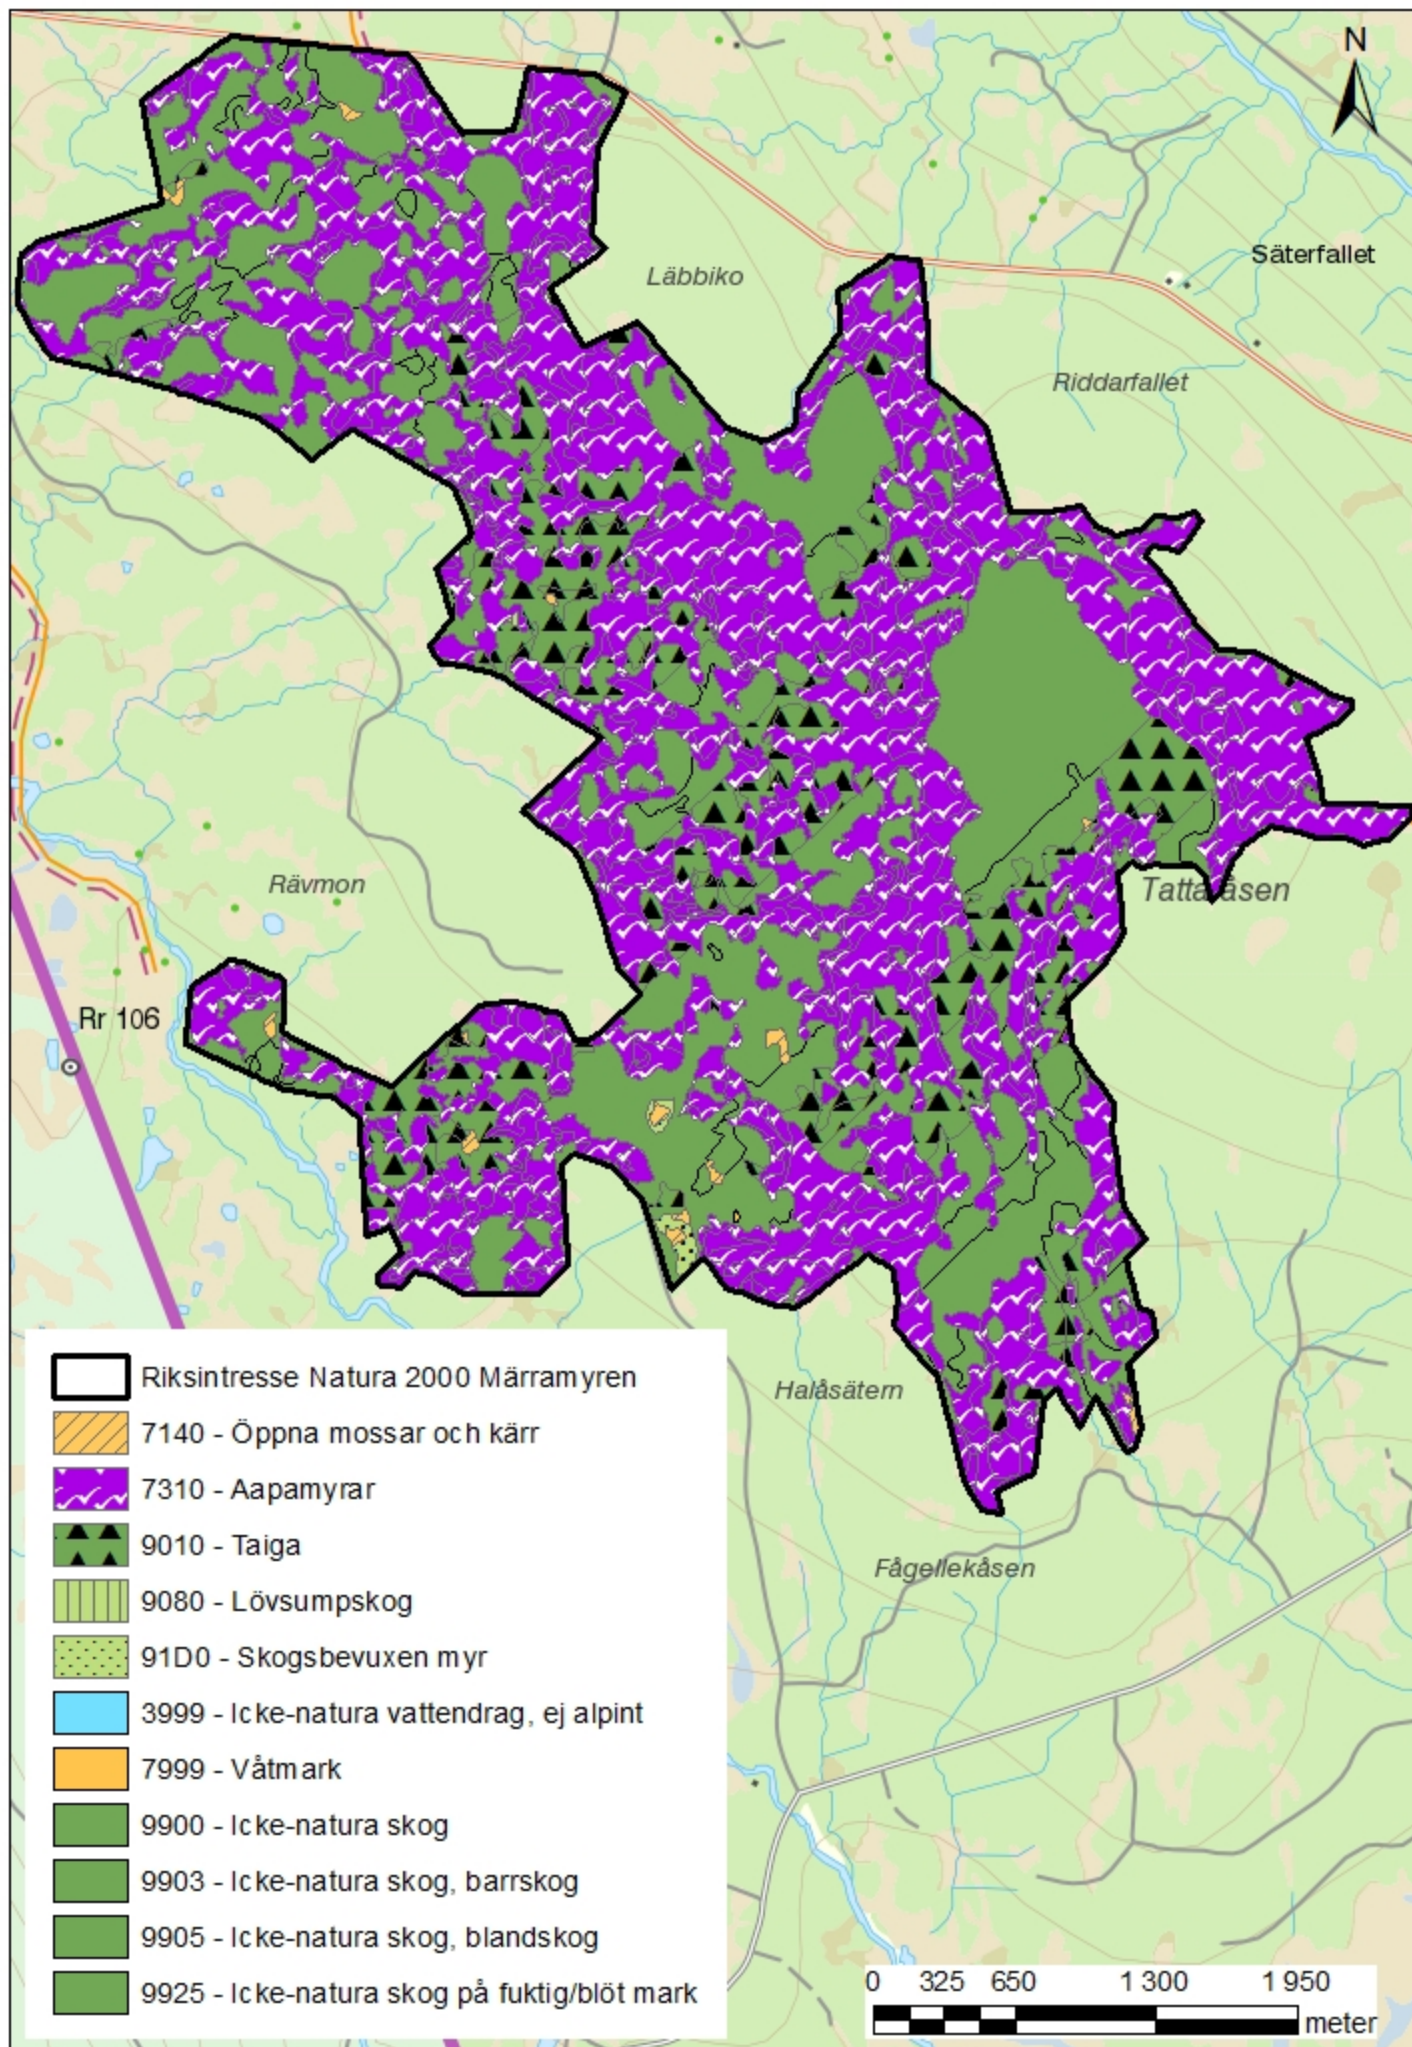 N
Säterfallet
Läbbiko
Riddarfallet
Rävmon
Tattaråsen
Rr 106
Halåsätern
Fågellekåsen
Riksintresse Natura 2000 Märramyren
7140 - Öppna mossar och kärr
7310 - Aapamyrar
9010 - Taiga
9080 - Lövsumpskog
91D0 - Skogsbevuxen myr
3999 - Icke-natura vattendrag, ej alpint
7999 - Våtmark
9900 - Icke-natura skog
9903 - Icke-natura skog, barrskog
9905 - Icke-natura skog, blandskog
9925 - Icke-natura skog på fuktig/blöt mark
0 325 650 1 300 1 950
meter